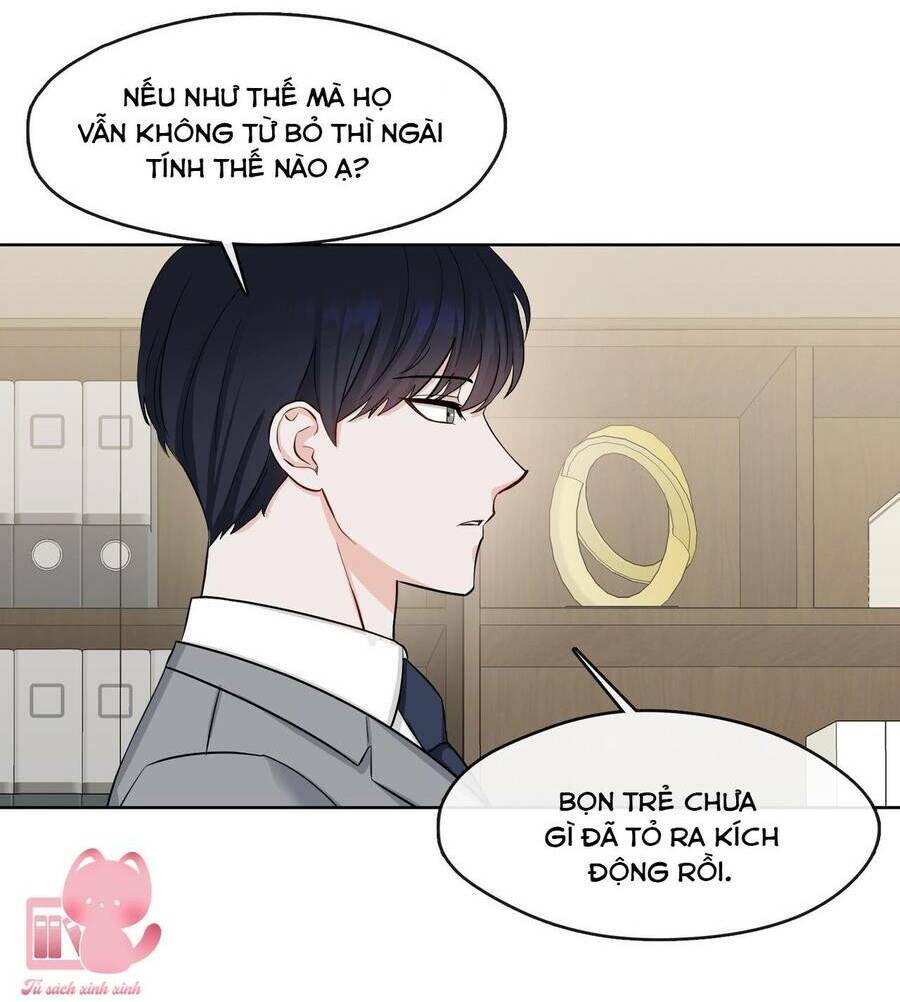 NẾU NHƯ THẾ MÀ HỌ
VẪN KHÔNG TỪ BỎ THÌ NGÀI
TÍNH THẾ NÀO Ạ?
BỌN TRẺ CHƯA
GÌ ĐÃ TỎ RA KÍCH
ĐỘNG RỒI.
Tủ sách xinh xinh